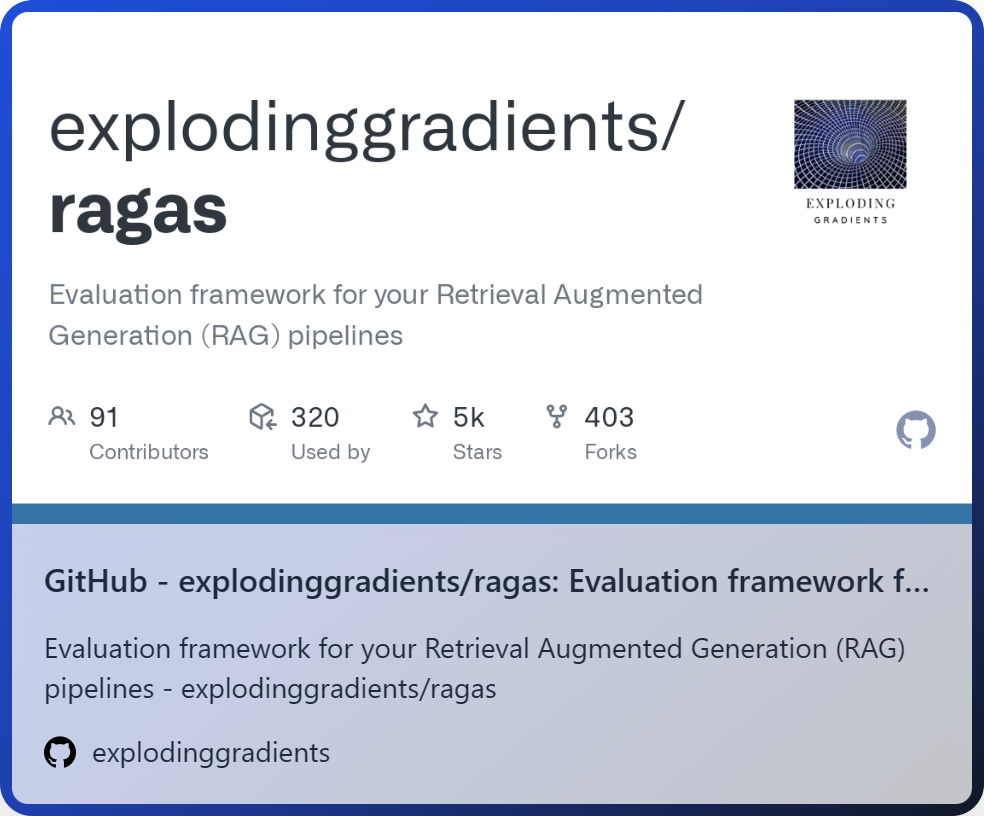 explodinggradients/
ragas
EXPLODING
GRADIENTS
Evaluation framework for your Retrieval Augmented
Generation (RAG) pipelines
91 320 5k 403
Contributors Used by Stars Forks
GitHub - explodinggradients/ragas: Evaluation framework f...
Evaluation framework for your Retrieval Augmented Generation (RAG)
pipelines - explodinggradients/ragas
explodinggradients